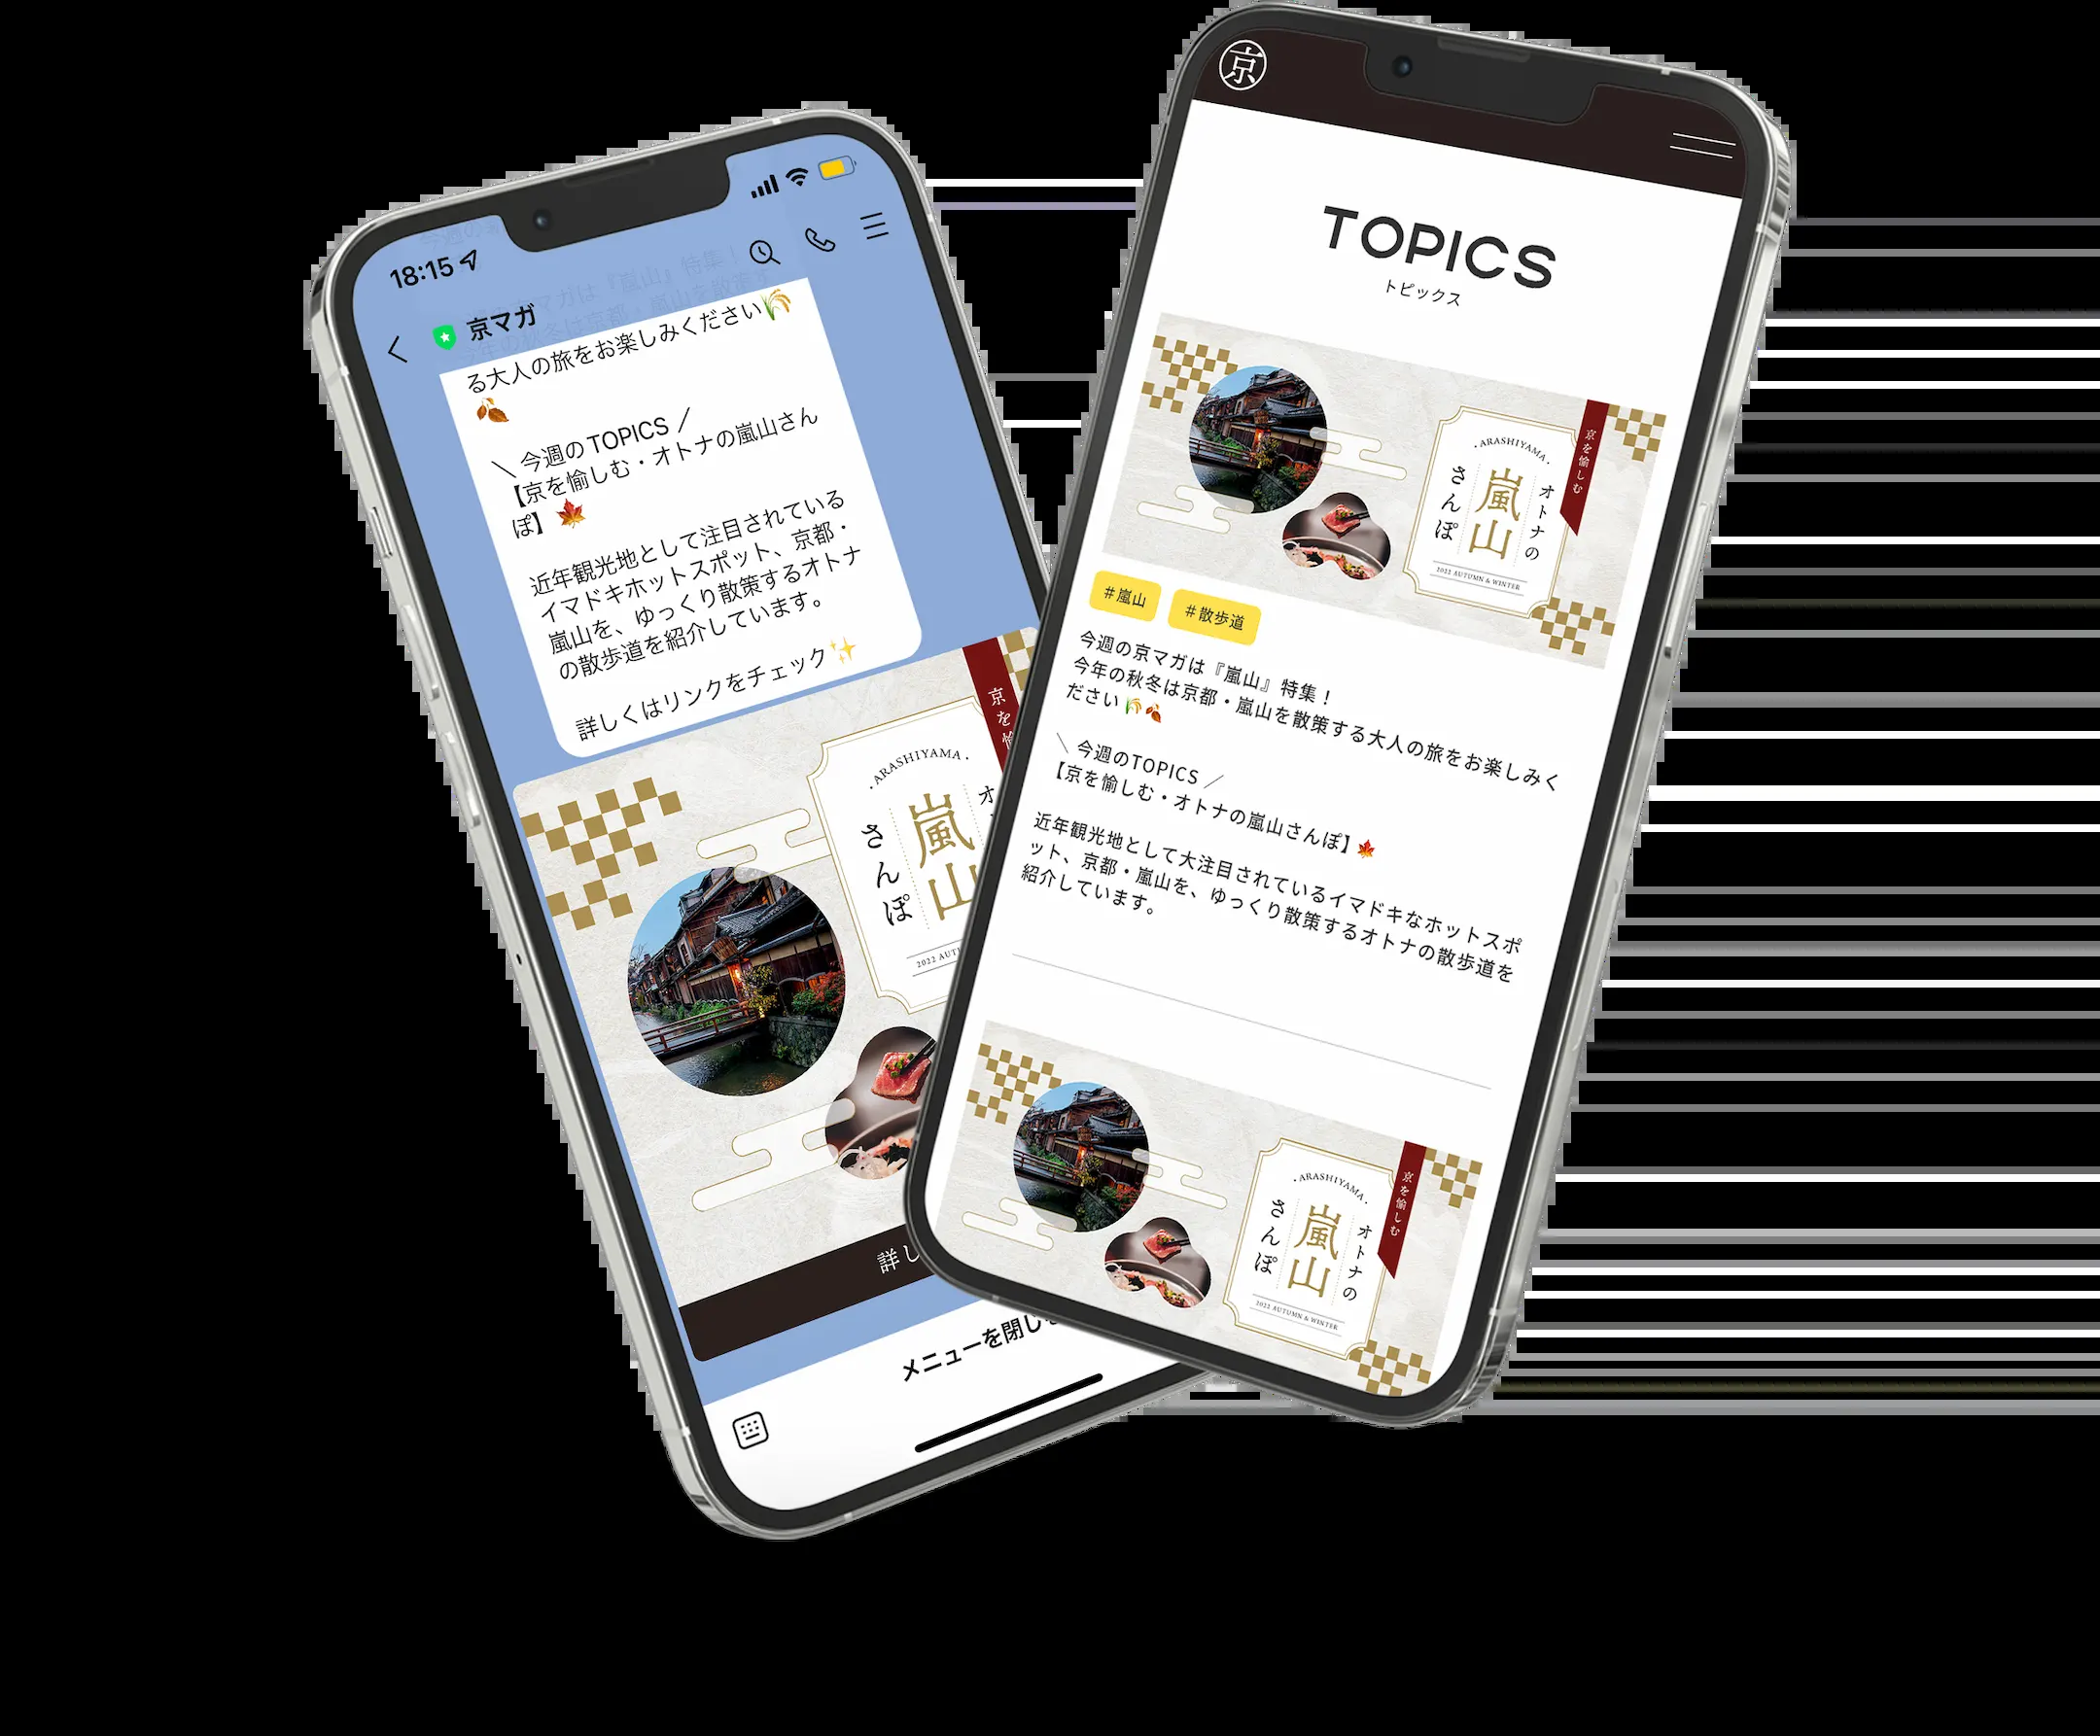 18:15
京マガ
る大人の旅をお楽しみください🌾
🍂
＼ 今週の TOPICS ／
【京を愉しむ・オトナの嵐山さん
ぽ】🍁
近年観光地として注目されている
イマドキホットスポット、京都・
嵐山を、ゆっくり散策するオトナ
の散歩道を紹介しています。
詳しくはリンクをチェック✨
京を愉
・ARASHIYAMA・
オ
嵐山
さんぽ
2022 AUT
詳し
メニューを閉じ
京
TOPICS
トピックス
京を愉しむ
・ARASHIYAMA・
オトナの
嵐山
さんぽ
2022 AUTUMN & WINTER
#嵐山
#散歩道
今週の京マガは『嵐山』特集！
今年の秋冬は京都・嵐山を散策する大人の旅をお楽しみく
ださい🌾🍂
＼ 今週のTOPICS ／
【京を愉しむ・オトナの嵐山さんぽ】🍁
近年観光地として大注目されているイマドキなホットスポ
ット、京都・嵐山を、ゆっくり散策するオトナの散歩道を
紹介しています。
京を愉しむ
・ARASHIYAMA・
オトナの
嵐山
さんぽ
2022 AUTUMN & WINTER